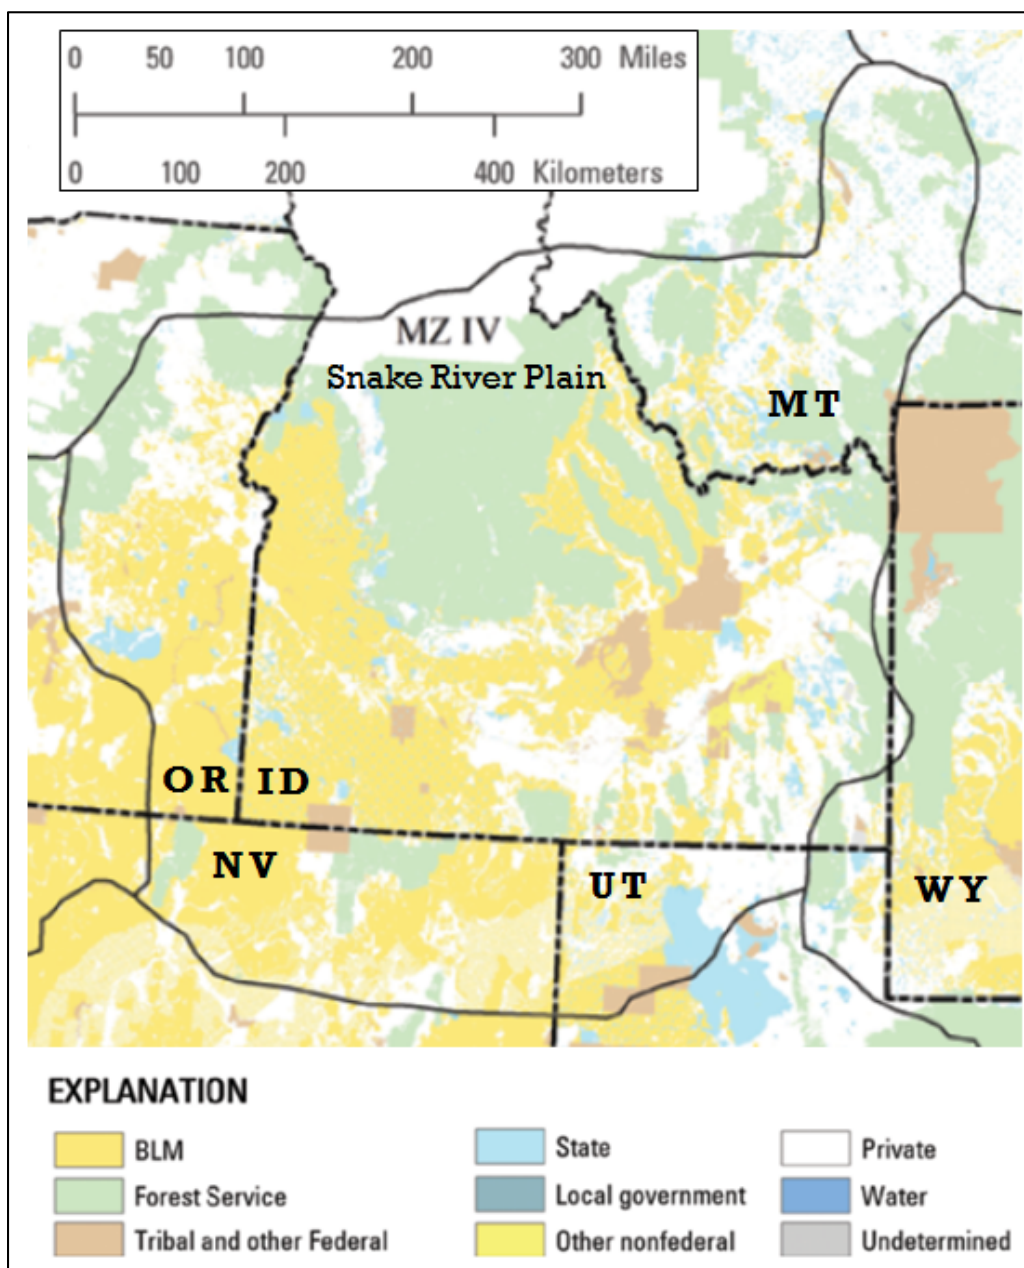 0 50 100 200 300 Miles
0 100 200 400 Kilometers
MZ IV
Snake River Plain
MT
OR ID
NV
UT
WY
EXPLANATION
BLM
Forest Service
Tribal and other Federal
State
Local government
Other nonfederal
Private
Water
Undetermined